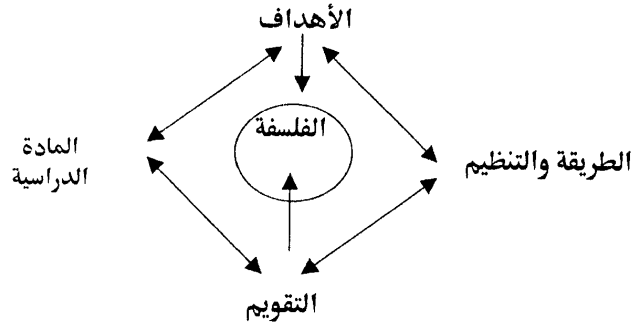 الأهداف
الفلسفة
الطريقة والتنظيم
المادة
الدراسية
التقويم